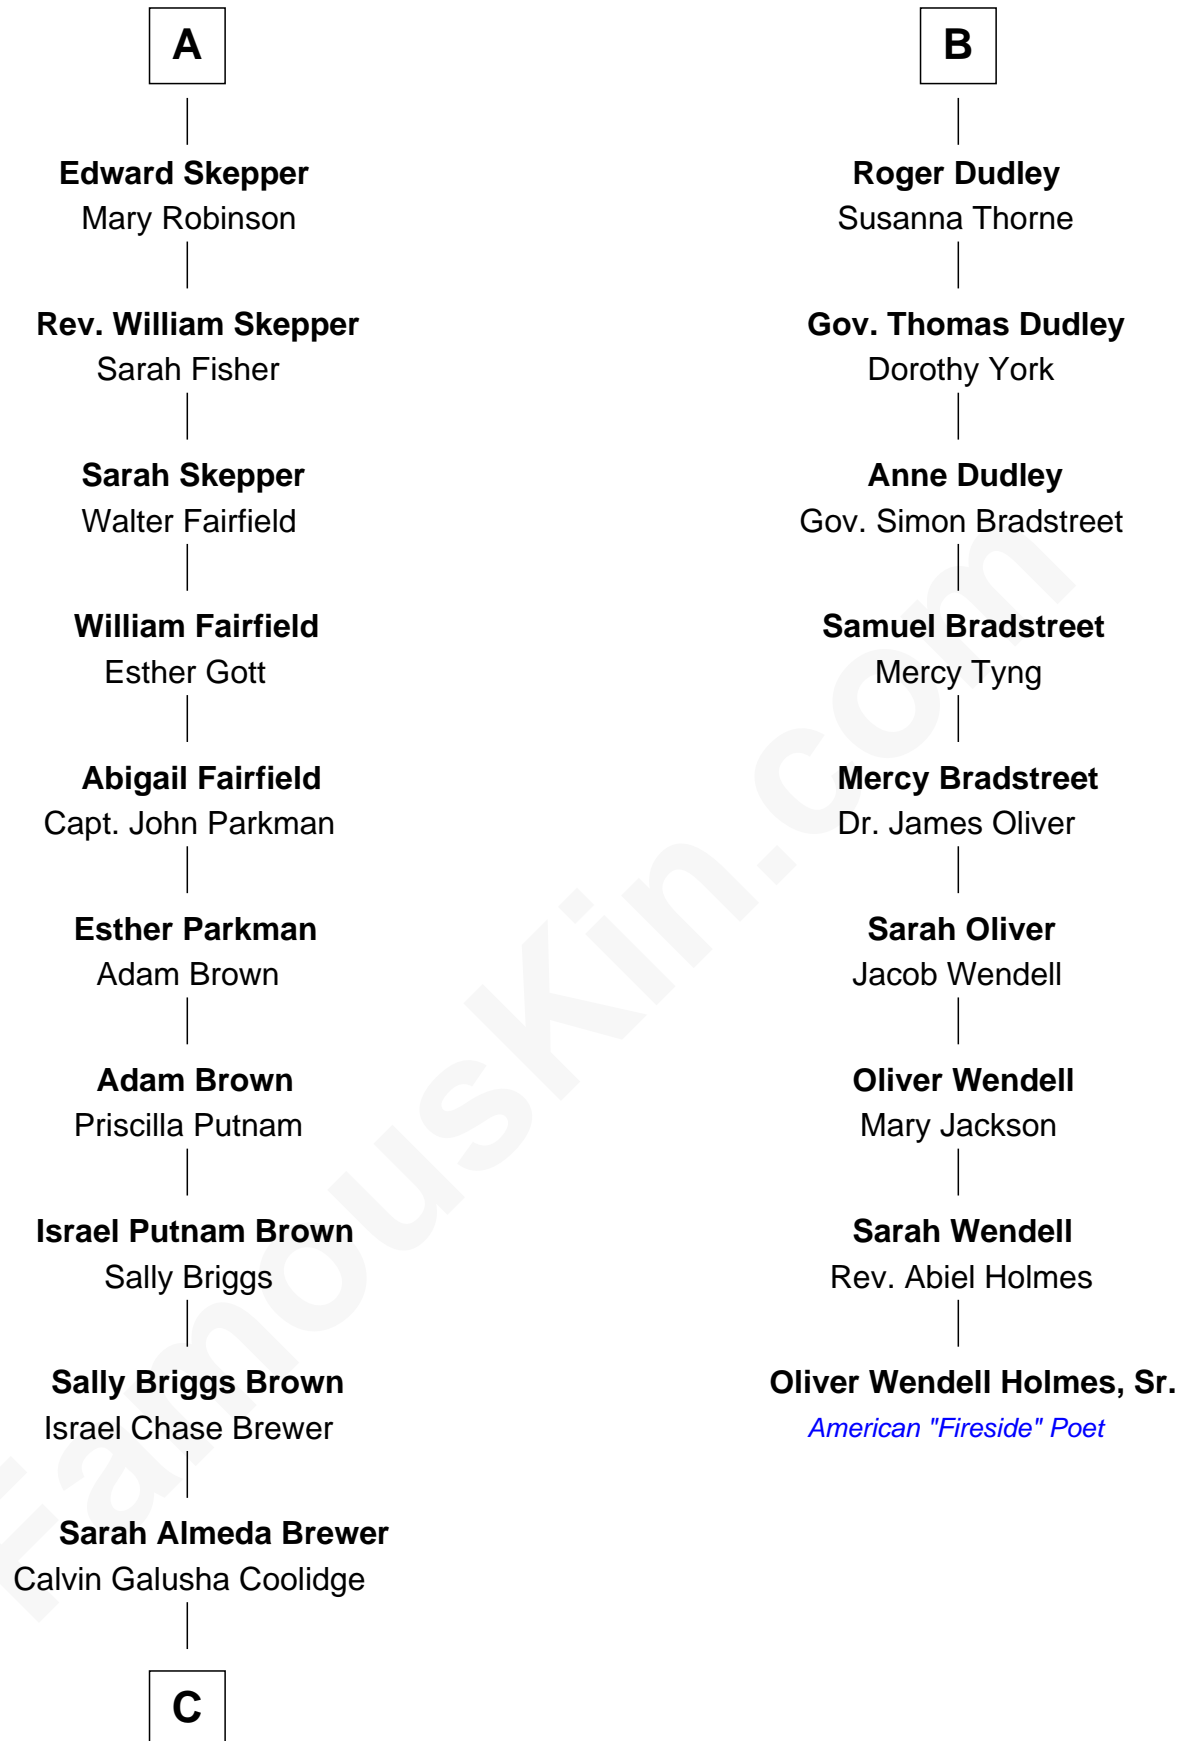 A
Edward Skepper
Mary Robinson
Rev. William Skepper
Sarah Fisher
Sarah Skepper
Walter Fairfield
William Fairfield
Esther Gott
Abigail Fairfield
Capt. John Parkman
Esther Parkman
Adam Brown
Adam Brown
Priscilla Putnam
Israel Putnam Brown
Sally Briggs
Sally Briggs Brown
Israel Chase Brewer
Sarah Almeda Brewer
Calvin Galusha Coolidge
C
B
Roger Dudley
Susanna Thorne
Gov. Thomas Dudley
Dorothy York
Anne Dudley
Gov. Simon Bradstreet
Samuel Bradstreet
Mercy Tyng
Mercy Bradstreet
Dr. James Oliver
Sarah Oliver
Jacob Wendell
Oliver Wendell
Mary Jackson
Sarah Wendell
Rev. Abiel Holmes
Oliver Wendell Holmes, Sr.
American "Fireside" Poet
FamousKin.com